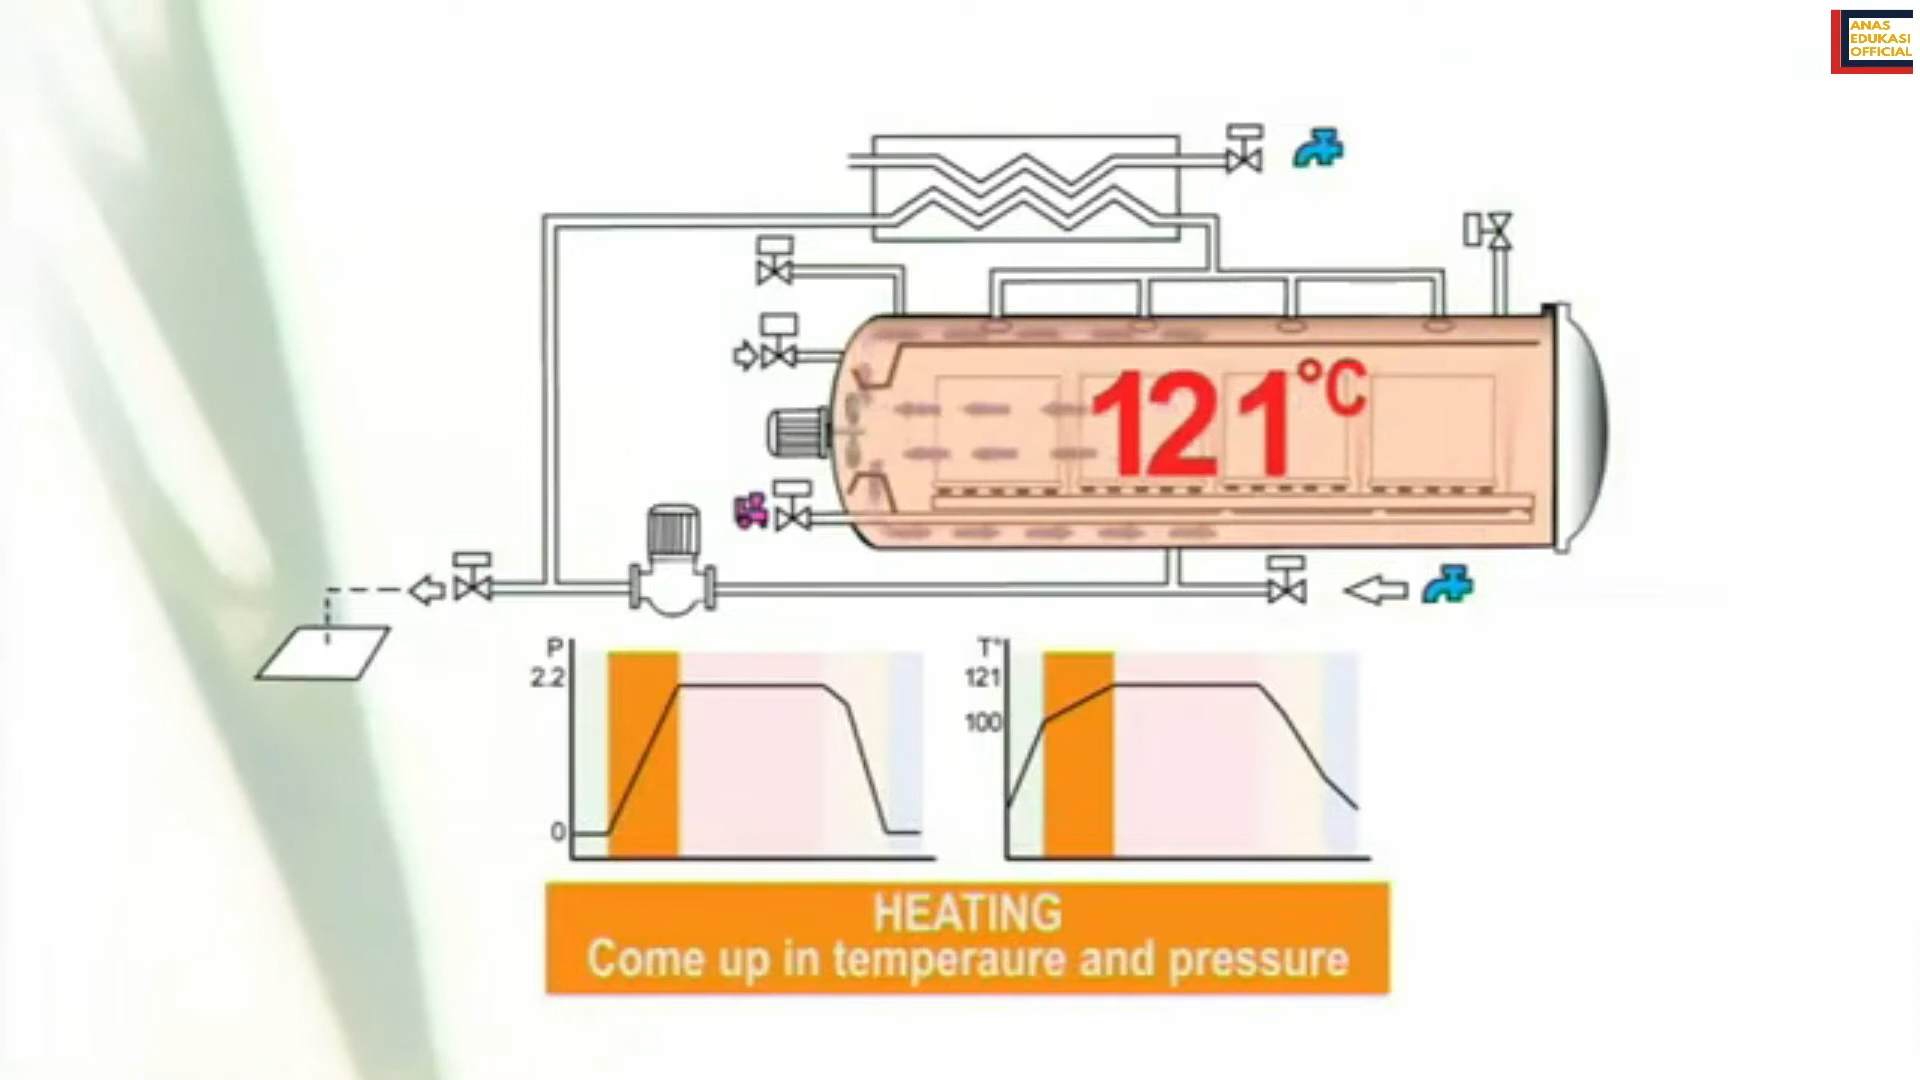 ANAS
EDUKASI
OFFICIAL
121°C
P
2.2
0
T°
121
100
HEATING
Come up in temperaure and pressure